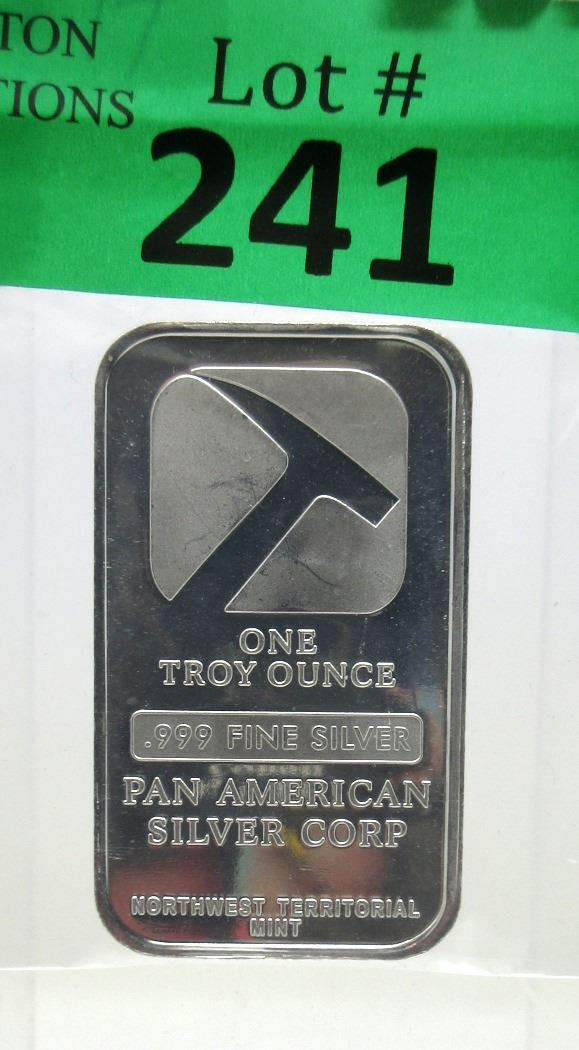 TON
TIONS
Lot #
241
ONE
TROY OUNCE
.999 FINE SILVER
PAN AMERICAN
SILVER CORP
NORTHWEST TERRITORIAL
MINT